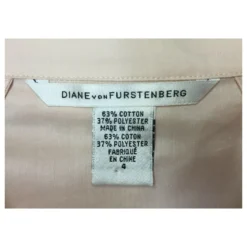 DIANE VON FURSTENBERG
63% COTTON
37% POLYESTER
MADE IN CHINA
63% COTON
37% POLYESTER
FABRIQUÉ
EN CHINE
4